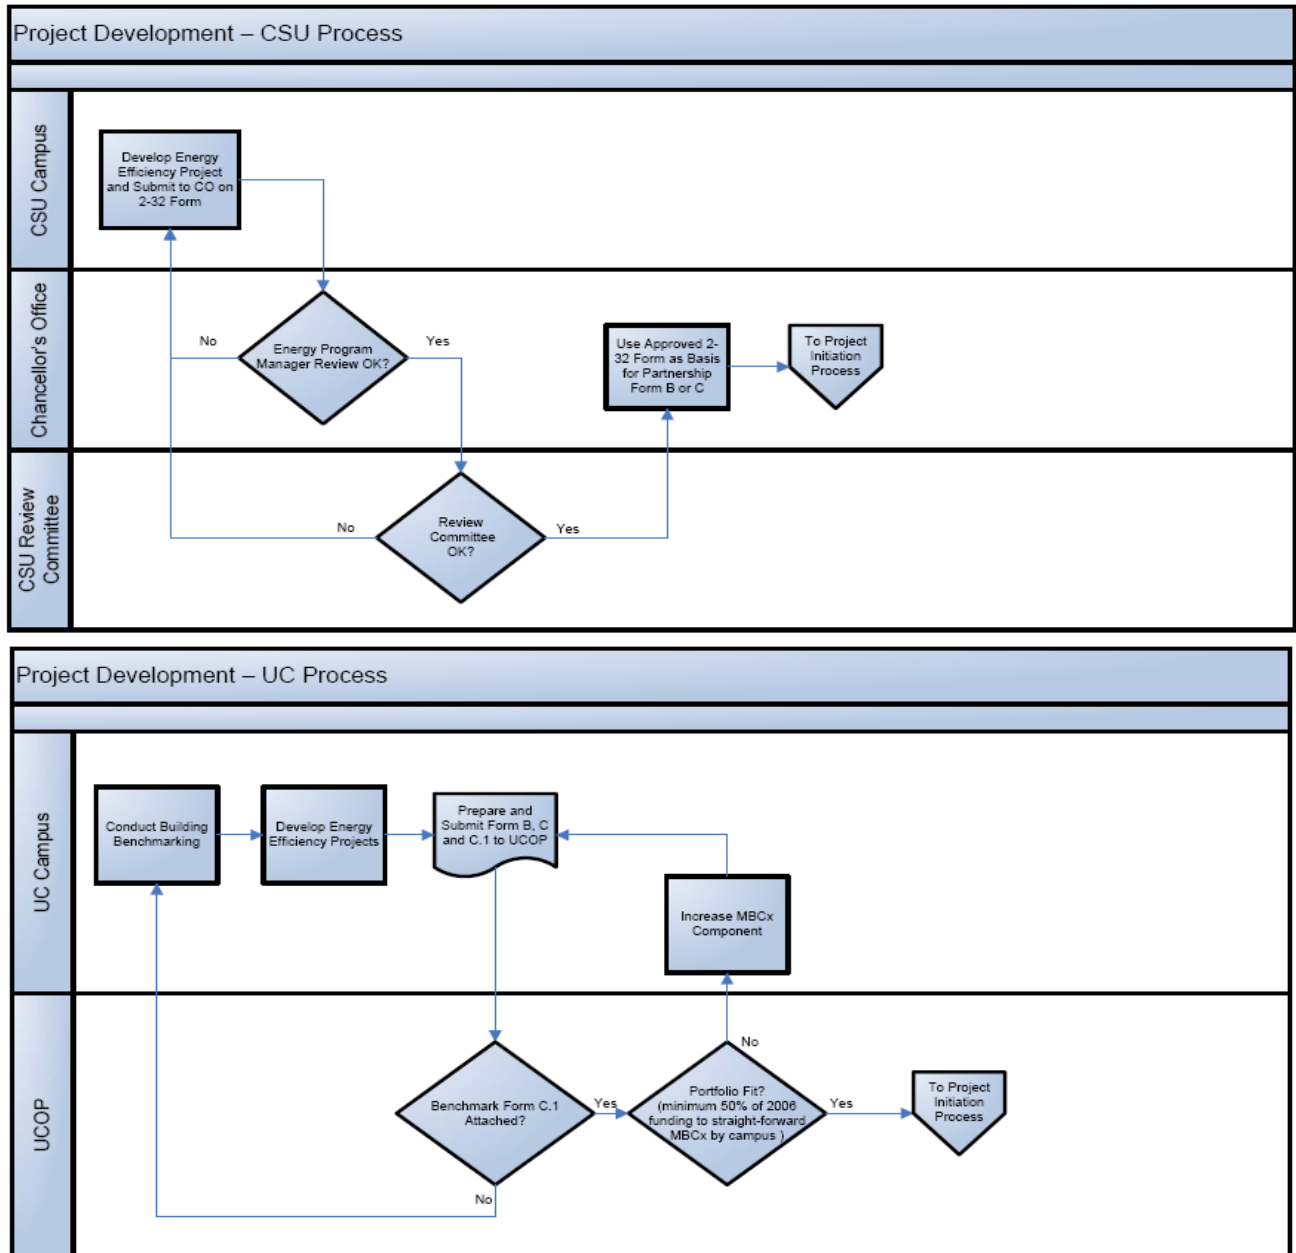 Project Development – CSU Process
CSU Campus
Develop Energy
Efficiency Project
and Submit to CO on
2-32 Form
Chancellor's Office
No
Energy Program
Manager Review OK?
Yes
Use Approved 2-
32 Form as Basis
for Partnership
Form B or C
To Project
Initiation
Process
CSU Review
Committee
No
Review
Committee
OK?
Yes
Project Development – UC Process
UC Campus
Conduct Building
Benchmarking
Develop Energy
Efficiency Projects
Prepare and
Submit Form B, C
and C.1 to UCOP
Increase MBCx
Component
UCOP
Benchmark Form C.1
Attached?
Yes
No
Portfolio Fit?
(minimum 50% of 2006
funding to straight-forward
MBCx by campus )
No
Yes
To Project
Initiation
Process